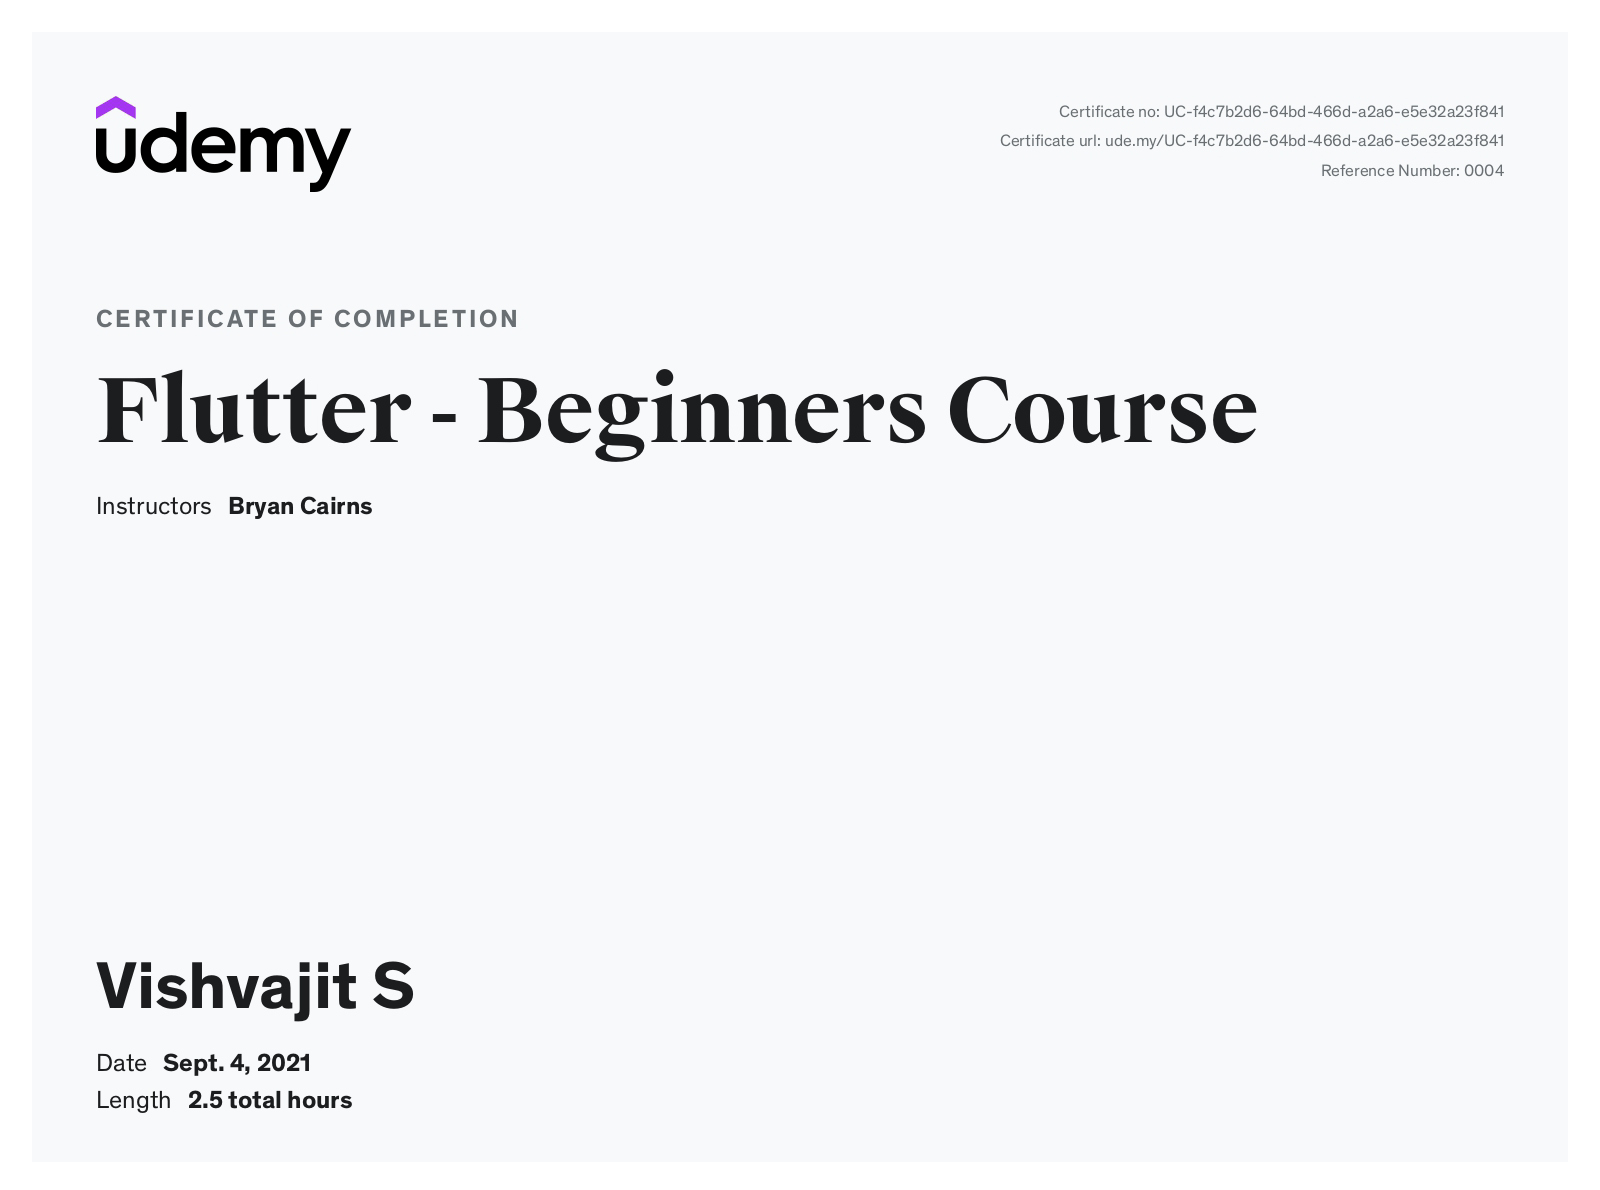 udemy
Certificate no: UC-f4c7b2d6-64bd-466d-a2a6-e5e32a23f841
Certificate url: ude.my/UC-f4c7b2d6-64bd-466d-a2a6-e5e32a23f841
Reference Number: 0004
CERTIFICATE OF COMPLETION
Flutter - Beginners Course
Instructors Bryan Cairns
Vishvajit S
Date Sept. 4, 2021
Length 2.5 total hours